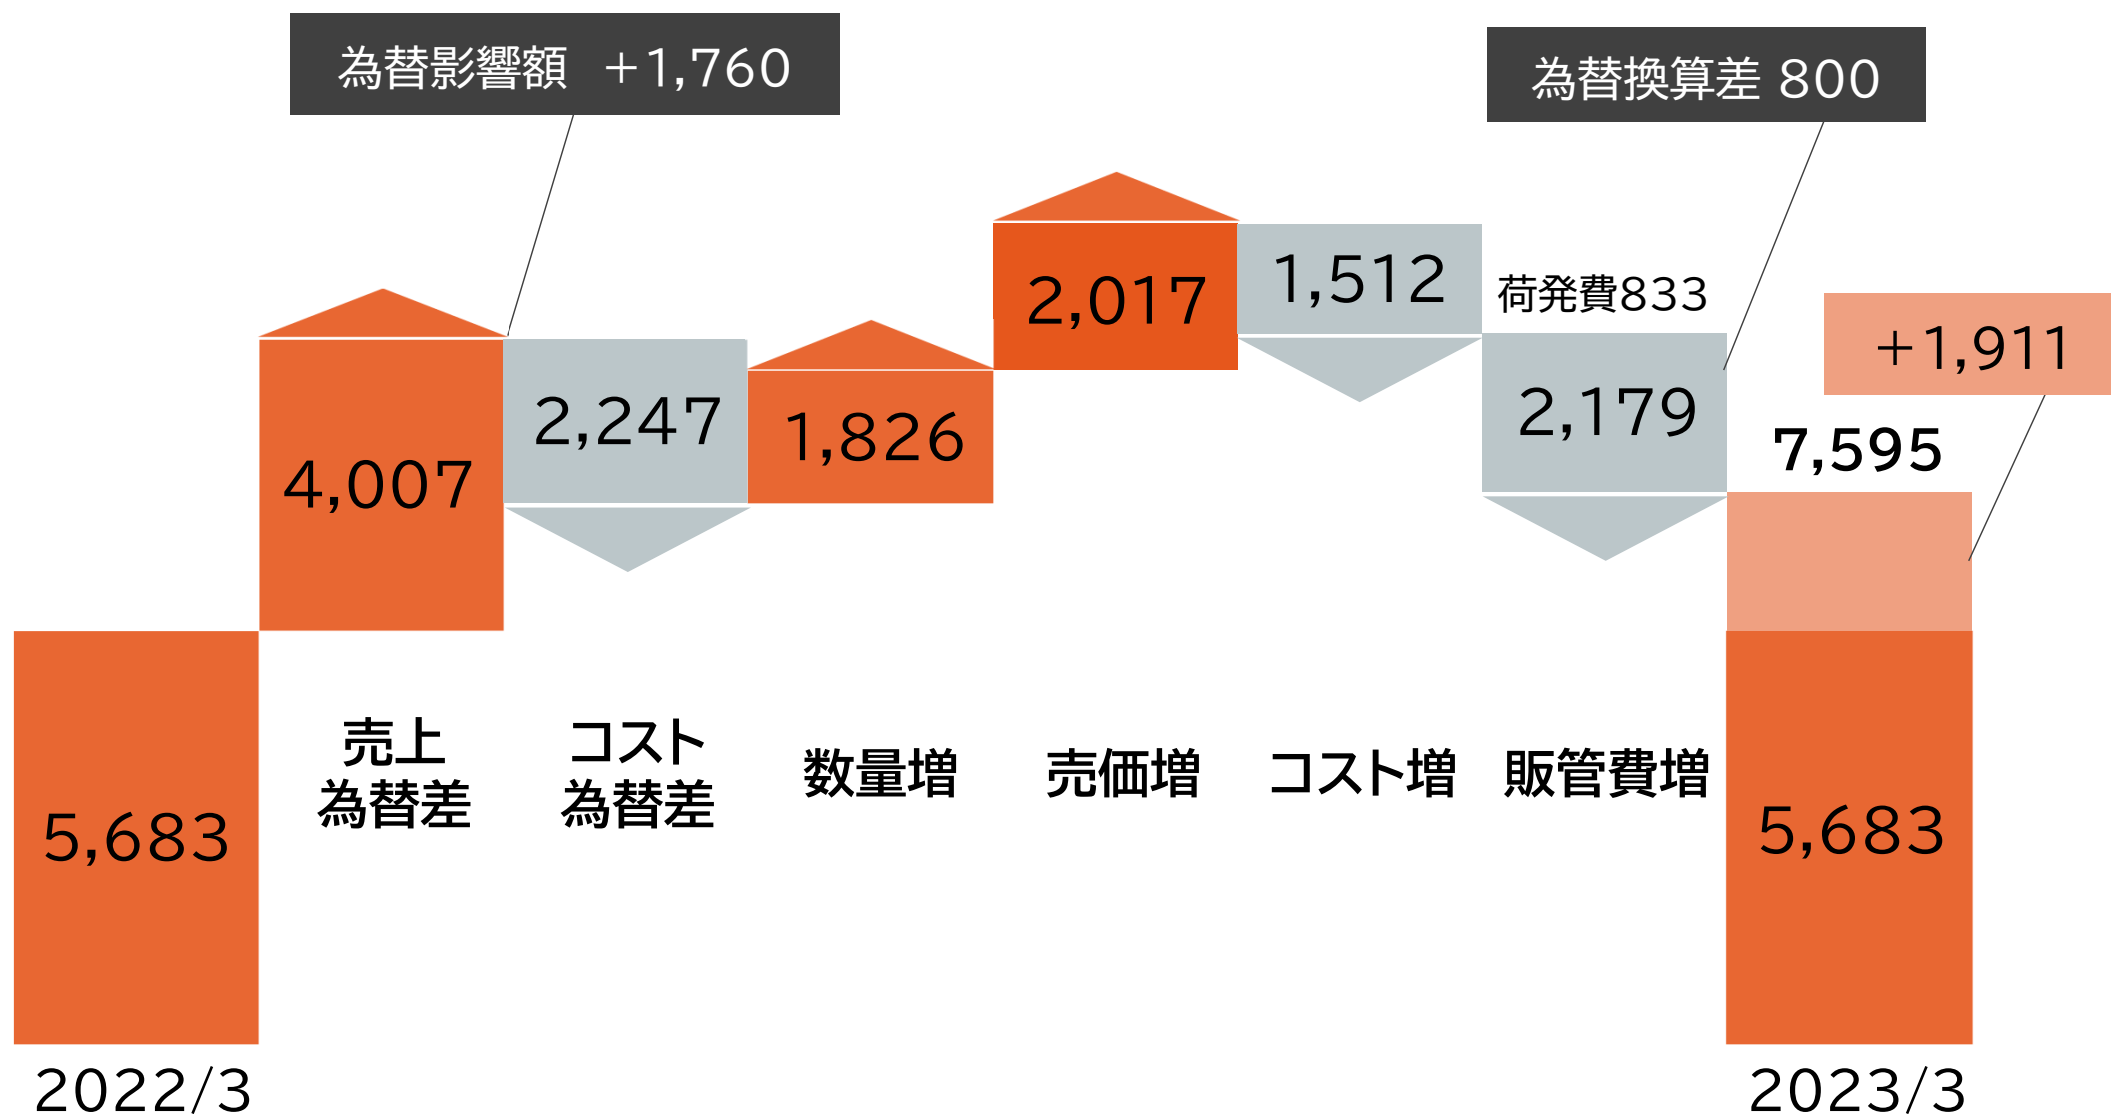 為替影響額 +1,760
為替換算差 800
4,007
2,247
1,826
2,017
1,512
荷発費833
2,179
+1,911
7,595
5,683
5,683
売上
為替差
コスト
為替差
数量増
売価増
コスト増
販管費増
2022/3
2023/3